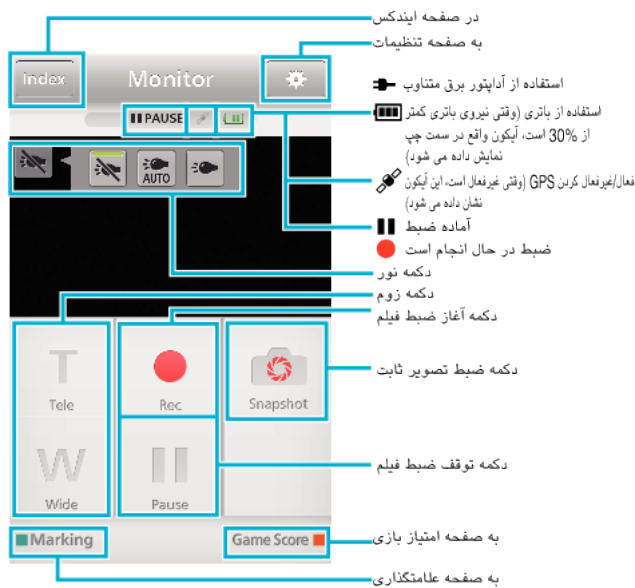 در صفحه ایندکس
به صفحه تنظیمات
Index
Monitor
استفاده از آداپتور برق متناوب
استفاده از باتری (وقتی نیروی باتری کمتر
از 30% است، آیکون واقع در سمت چپ
نمایش داده می شود)
PAUSE
فعال/غیرفعال کردن GPS (وقتی غیرفعال است، این آیکون
نشان داده می شود)
AUTO
آماده ضبط
ضبط در حال انجام است
دکمه نور
دکمه زوم
دکمه آغاز ضبط فیلم
T
Tele
Rec
Snapshot
دکمه ضبط تصویر ثابت
W
Wide
Pause
دکمه توقف ضبط فیلم
Marking
Game Score
به صفحه امتیاز بازی
به صفحه علامتگذاری